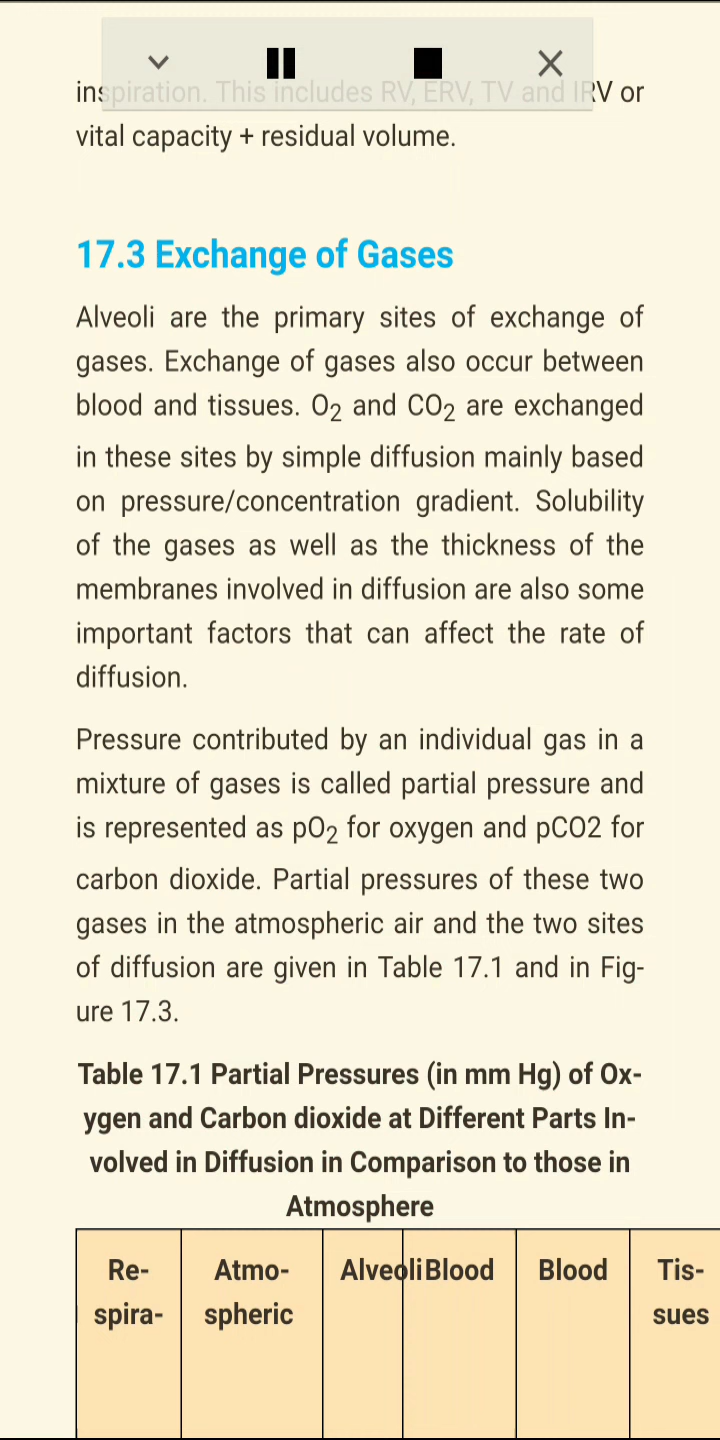 inspiration. This includes RV, ERV, TV and IRV or
vital capacity + residual volume.
17.3 Exchange of Gases
Alveoli are the primary sites of exchange of
gases. Exchange of gases also occur between
blood and tissues. O₂ and CO₂ are exchanged
in these sites by simple diffusion mainly based
on pressure/concentration gradient. Solubility
of the gases as well as the thickness of the
membranes involved in diffusion are also some
important factors that can affect the rate of
diffusion.
Pressure contributed by an individual gas in a
mixture of gases is called partial pressure and
is represented as pO₂ for oxygen and pCO2 for
carbon dioxide. Partial pressures of these two
gases in the atmospheric air and the two sites
of diffusion are given in Table 17.1 and in Fig-
ure 17.3.
Table 17.1 Partial Pressures (in mm Hg) of Ox-
ygen and Carbon dioxide at Different Parts In-
volved in Diffusion in Comparison to those in
Atmosphere
Re- Atmo- Alveoli Blood Blood Tis-
spira- spheric sues